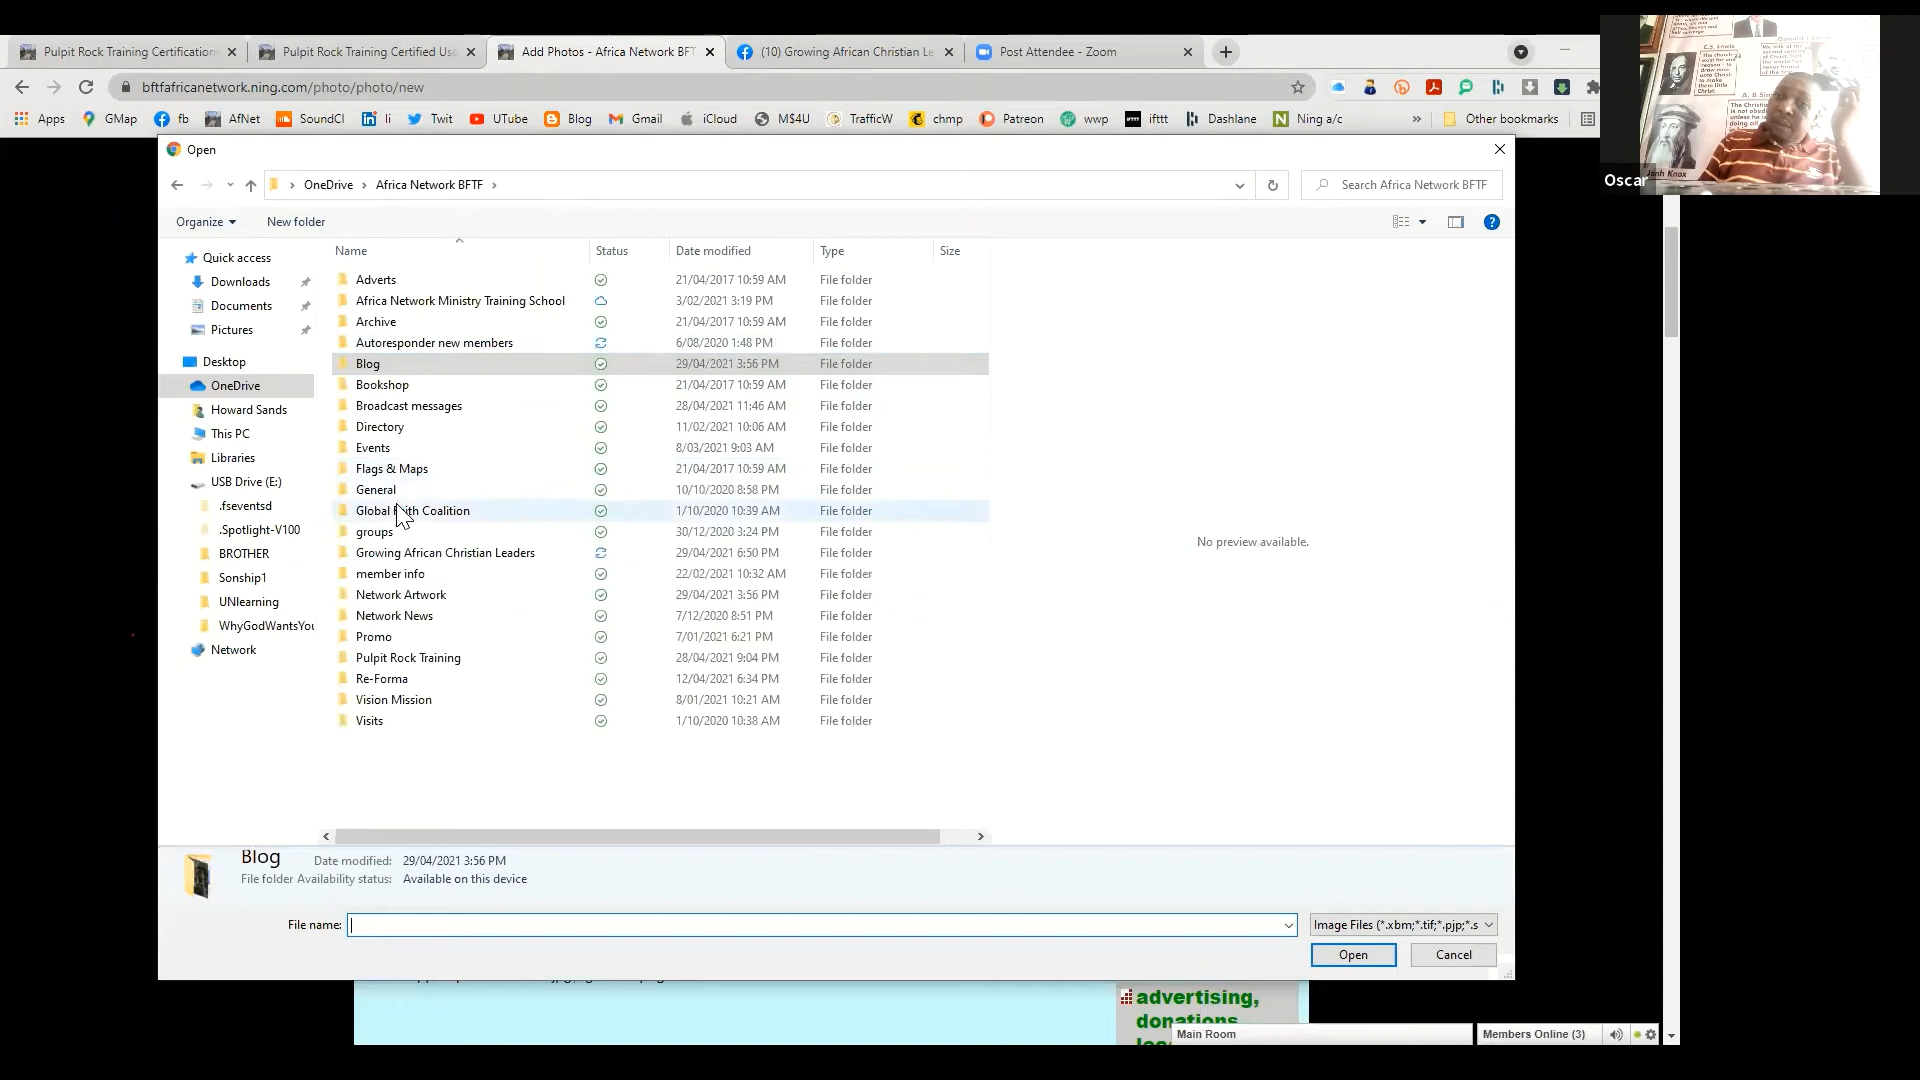 Pulpit Rock Training Certification
Pulpit Rock Training Certified Use
Add Photos - Africa Network BFT
(10) Growing African Christian Le
Post Attendee - Zoom
bftfafricanetwork.ning.com/photo/photo/new
Apps GMap fb AfNet SoundCl li Twit UTube Blog Gmail iCloud M$4U TrafficW chmp Patreon wwp ifttt Dashlane Ning a/c » Other bookmarks
C.S. Lewis
Oscar
John Knox
Open
OneDrive > Africa Network BFTF >
Search Africa Network BFTF
Organize
New folder
Name Status Date modified Type Size
Quick access
Downloads
Documents
Pictures
Desktop
OneDrive
Howard Sands
This PC
Libraries
USB Drive (E:)
.fseventsd
.Spotlight-V100
BROTHER
Sonship1
UNlearning
WhyGodWantsYou
Network
Adverts 21/04/2017 10:59 AM File folder
Africa Network Ministry Training School 3/02/2021 3:19 PM File folder
Archive 21/04/2017 10:59 AM File folder
Autoresponder new members 6/08/2020 1:48 PM File folder
Blog 29/04/2021 3:56 PM File folder
Bookshop 21/04/2017 10:59 AM File folder
Broadcast messages 28/04/2021 11:46 AM File folder
Directory 11/02/2021 10:06 AM File folder
Events 8/03/2021 9:03 AM File folder
Flags & Maps 21/04/2017 10:59 AM File folder
General 10/10/2020 8:58 PM File folder
Global Faith Coalition 1/10/2020 10:39 AM File folder
groups 30/12/2020 3:24 PM File folder
Growing African Christian Leaders 29/04/2021 6:50 PM File folder
member info 22/02/2021 10:32 AM File folder
Network Artwork 29/04/2021 3:56 PM File folder
Network News 7/12/2020 8:51 PM File folder
Promo 7/01/2021 6:21 PM File folder
Pulpit Rock Training 28/04/2021 9:04 PM File folder
Re-Forma 12/04/2021 6:34 PM File folder
Vision Mission 8/01/2021 10:21 AM File folder
Visits 1/10/2020 10:38 AM File folder
No preview available.
Blog Date modified: 29/04/2021 3:56 PM
File folder Availability status: Available on this device
File name:
Image Files (*.xbm;*.tif;*.pjp;*.s
Open Cancel
advertising,
donations
Main Room
Members Online (3)